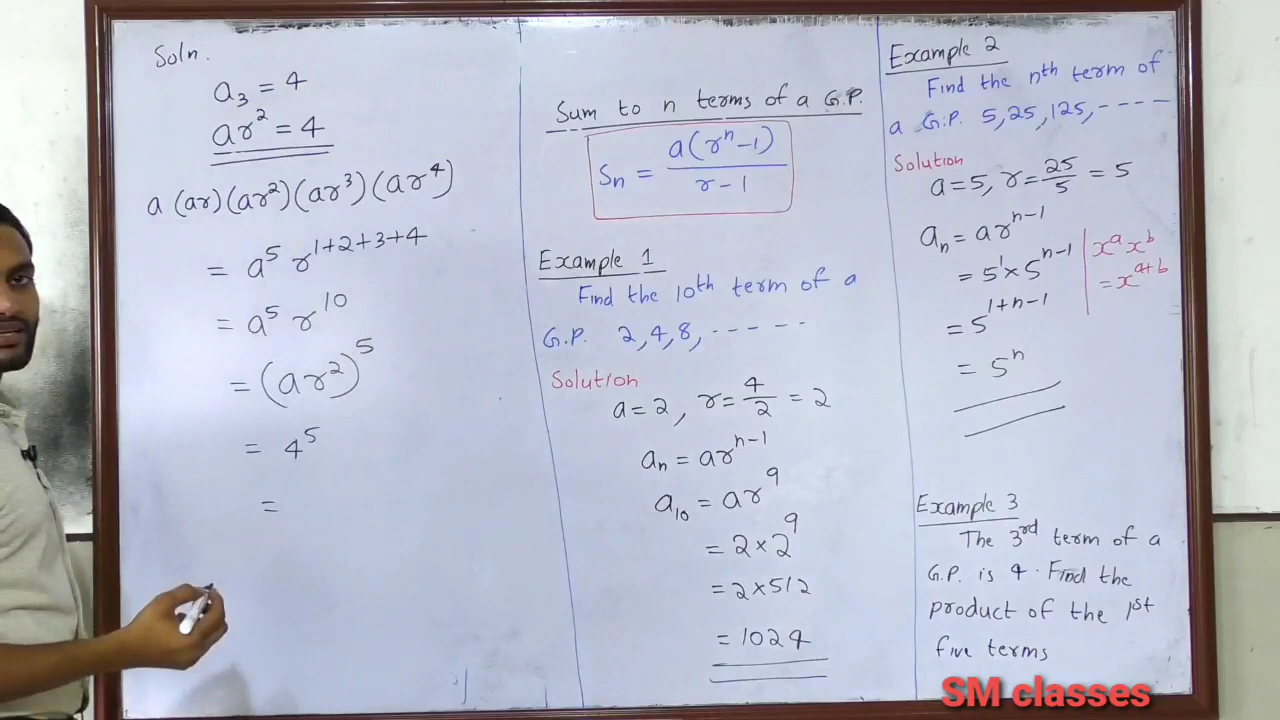 Soln.
a₃ = 4
ar² = 4
a (ar)(ar²)(ar³)(ar⁴)
= a⁵ r¹⁺²⁺³⁺⁴
= a⁵ r¹⁰
= (ar²)⁵
= 4⁵
=
Sum to n terms of a G.P.
Sn = a(rⁿ-1) / r-1
Example 1
Find the 10th term of a
G.P. 2,4,8,-----
Solution
a=2, r= 4/2 = 2
an = arⁿ⁻¹
a₁₀ = ar⁹
= 2×2⁹
= 2×512
= 1024
Example 2
Find the nth term of
a G.P. 5,25,125,----
Solution
a=5, r= 25/5 = 5
an = arⁿ⁻¹
= 5¹×5ⁿ⁻¹
= 5¹⁺ⁿ⁻¹
= 5ⁿ
xᵃxᵇ
= xᵃ⁺ᵇ
Example 3
The 3rd term of a
G.P. is 4. Find the
product of the 1st
five terms
SM classes